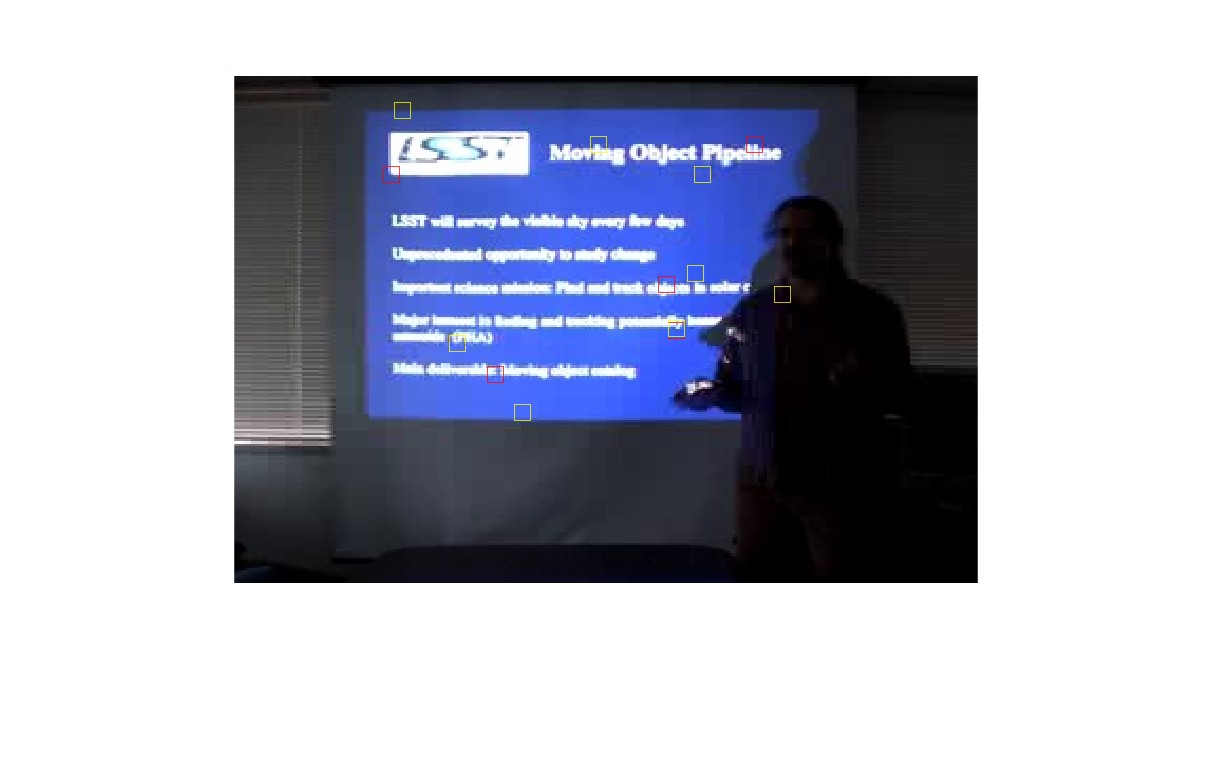 LSST Moving Object Pipeline
LSST will survey the visible sky every few days
Unprecedented opportunity to study change
Important science mission: Find and track objects in solar
Major interest in finding and tracking
(PHA)
Main deliverable: Moving object catalog